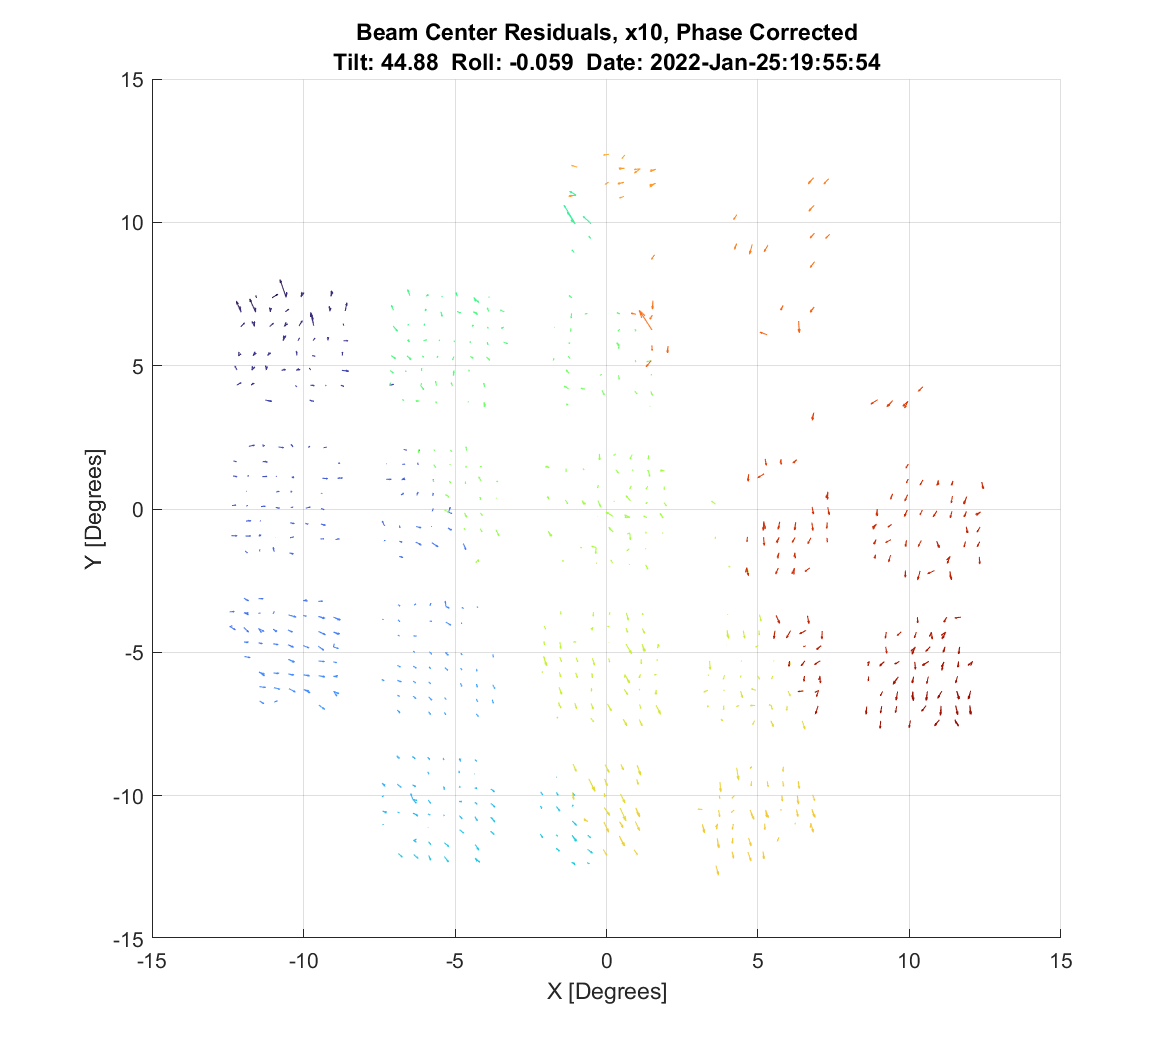 Beam Center Residuals, x10, Phase Corrected
Tilt: 44.88  Roll: -0.059  Date: 2022-Jan-25:19:55:54
15
10
5
0
-5
-10
-15
Y [Degrees]
-15 -10 -5 0 5 10 15
X [Degrees]